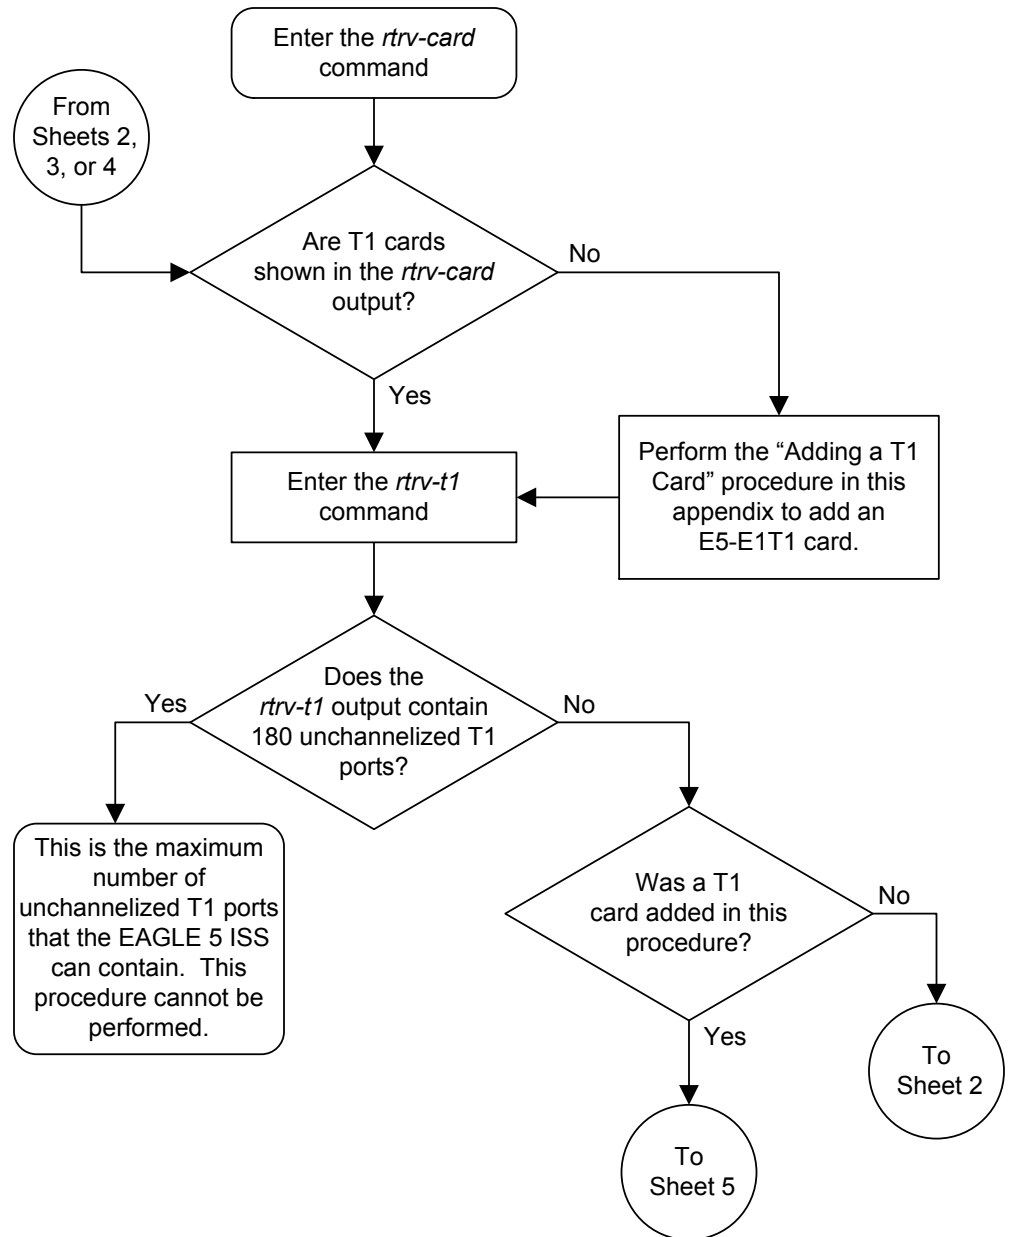 Enter the rtrv-card
command
From
Sheets 2,
3, or 4
Are T1 cards
shown in the rtrv-card
output?
No
Yes
Enter the rtrv-t1
command
Perform the “Adding a T1
Card” procedure in this
appendix to add an
E5-E1T1 card.
Does the
rtrv-t1 output contain
180 unchannelized T1
ports?
Yes
No
This is the maximum
number of
unchannelized T1 ports
that the EAGLE 5 ISS
can contain.  This
procedure cannot be
performed.
Was a T1
card added in this
procedure?
No
Yes
To
Sheet 2
To
Sheet 5